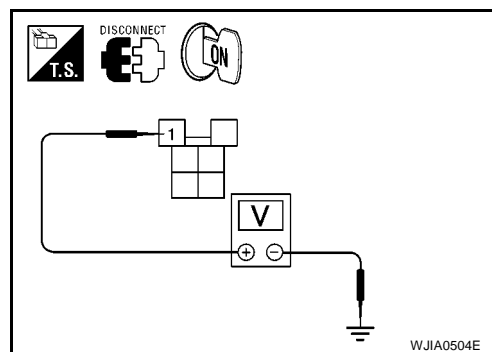 DISCONNECT
T.S.
ON
1
V
+ −
WJIA0504E